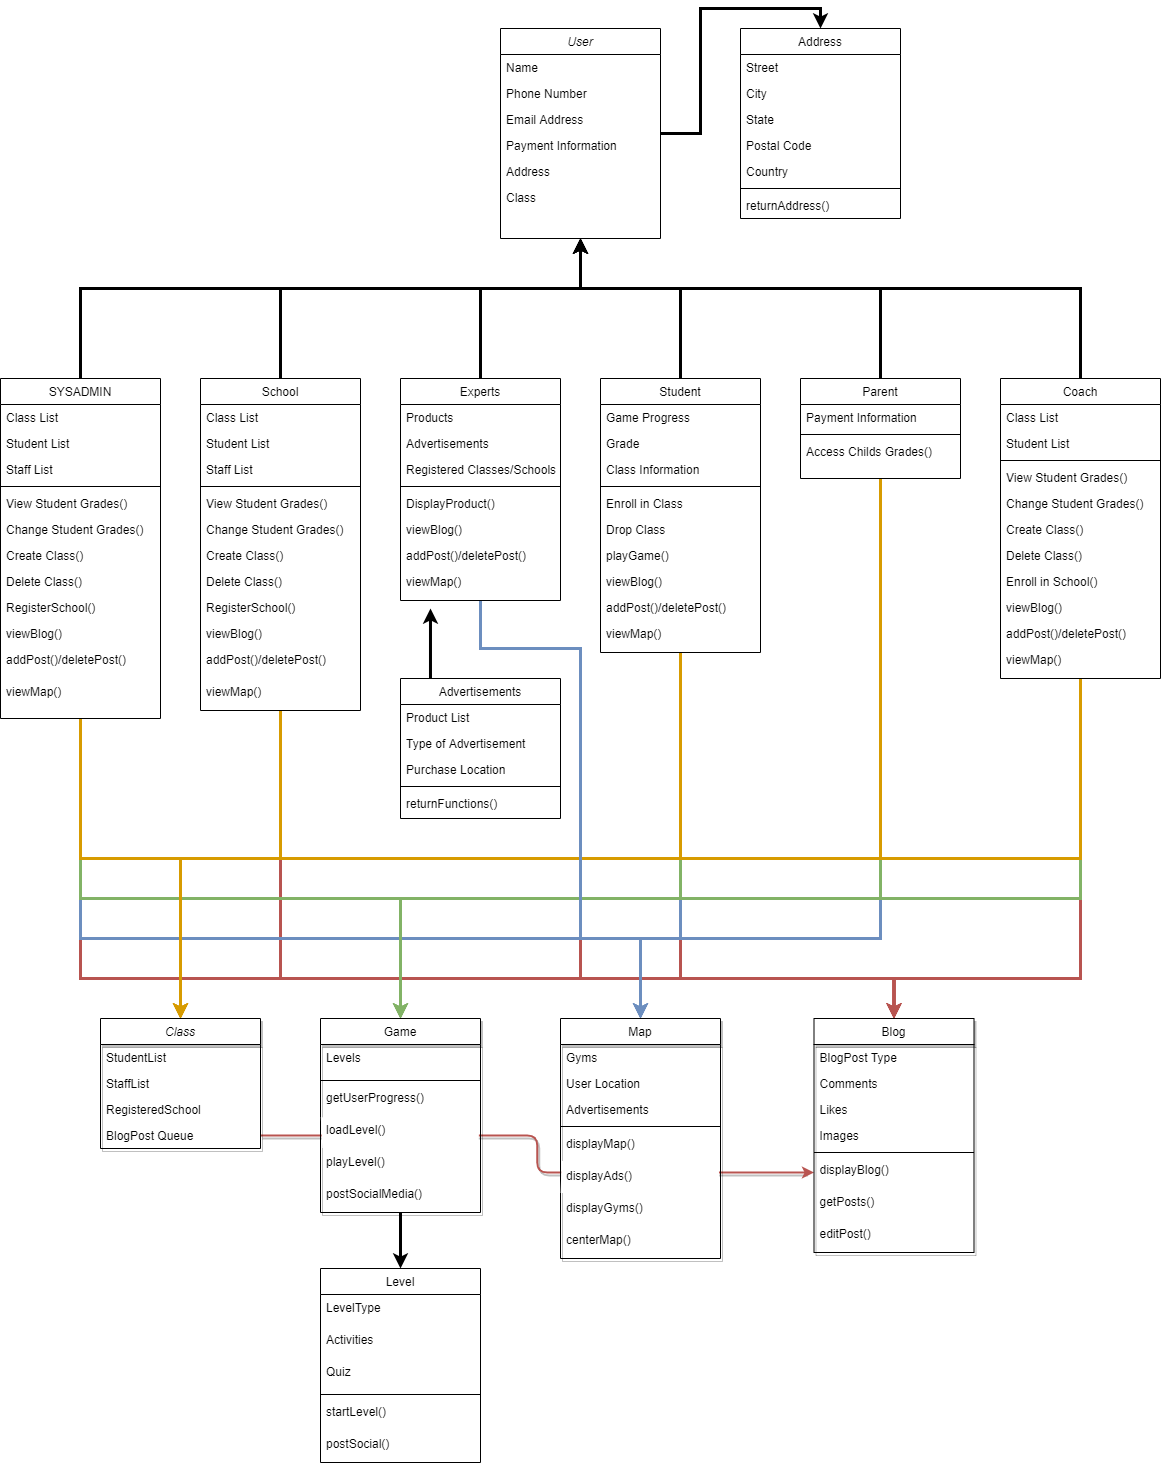 User
Name
Phone Number
Email Address
Payment Information
Address
Class
Address
Street
City
State
Postal Code
Country
returnAddress()
SYSADMIN
Class List
Student List
Staff List
View Student Grades()
Change Student Grades()
Create Class()
Delete Class()
RegisterSchool()
viewBlog()
addPost()/deletePost()
viewMap()
School
Class List
Student List
Staff List
View Student Grades()
Change Student Grades()
Create Class()
Delete Class()
RegisterSchool()
viewBlog()
addPost()/deletePost()
viewMap()
Experts
Products
Advertisements
Registered Classes/Schools
DisplayProduct()
viewBlog()
addPost()/deletePost()
viewMap()
Student
Game Progress
Grade
Class Information
Enroll in Class
Drop Class
playGame()
viewBlog()
addPost()/deletePost()
viewMap()
Parent
Payment Information
Access Childs Grades()
Coach
Class List
Student List
View Student Grades()
Change Student Grades()
Create Class()
Delete Class()
Enroll in School()
viewBlog()
addPost()/deletePost()
viewMap()
Advertisements
Product List
Type of Advertisement
Purchase Location
returnFunctions()
Class
StudentList
StaffList
RegisteredSchool
BlogPost Queue
Game
Levels
getUserProgress()
loadLevel()
playLevel()
postSocialMedia()
Map
Gyms
User Location
Advertisements
displayMap()
displayAds()
displayGyms()
centerMap()
Blog
BlogPost Type
Comments
Likes
Images
displayBlog()
getPosts()
editPost()
Level
LevelType
Activities
Quiz
startLevel()
postSocial()